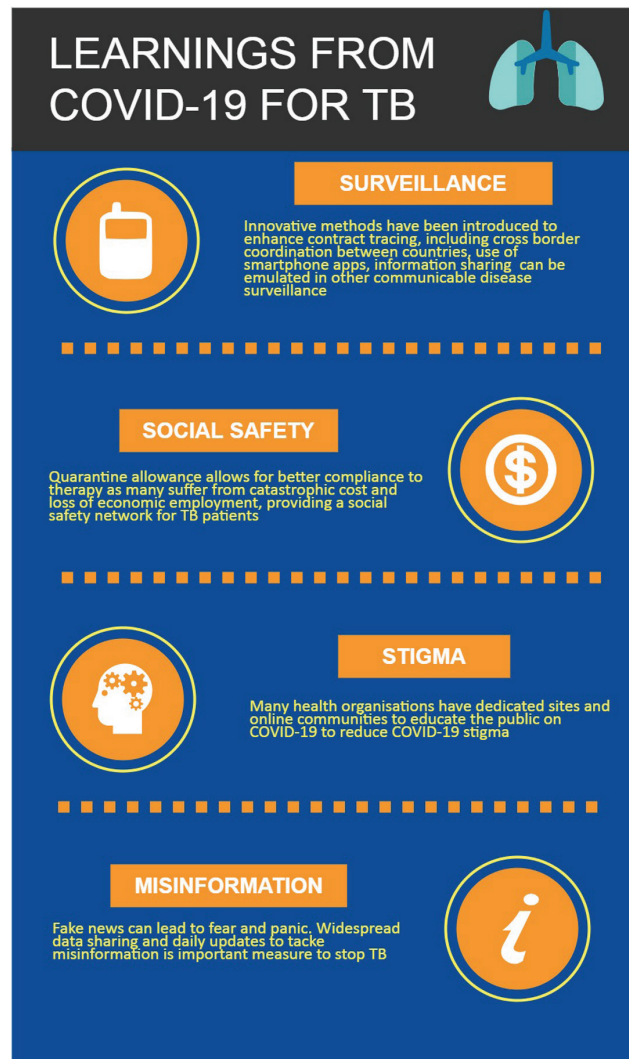 LEARNINGS FROM
COVID-19 FOR TB
SURVEILLANCE
Innovative methods have been introduced to
enhance contract tracing, including cross border
coordination between countries, use of
smartphone apps, information sharing can be
emulated in other communicable disease
surveillance
SOCIAL SAFETY
Quarantine allowance allows for better compliance to
therapy as many suffer from catastrophic cost and
loss of economic employment, providing a social
safety network for TB patients
$
STIGMA
Many health organisations have dedicated sites and
online communities to educate the public on
COVID-19 to reduce COVID-19 stigma
MISINFORMATION
Fake news can lead to fear and panic. Widespread
data sharing and daily updates to tacke
misinformation is important measure to stop TB
i